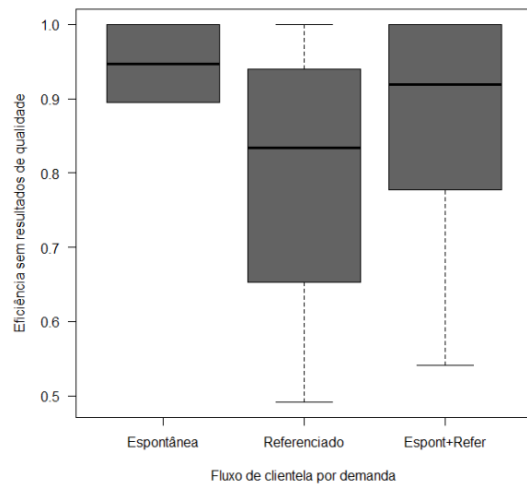 Eficiência sem resultados de qualidade
1.0
0.9
0.8
0.7
0.6
0.5
Espontânea Referenciado Espont+Refer
Fluxo de clientela por demanda